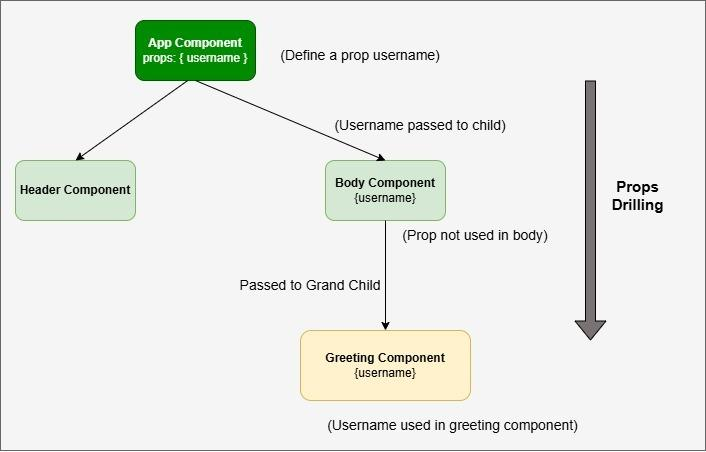 App Component
props: { username }
(Define a prop username)
(Username passed to child)
Header Component
Body Component
{username}
Props
Drilling
(Prop not used in body)
Passed to Grand Child
Greeting Component
{username}
(Username used in greeting component)